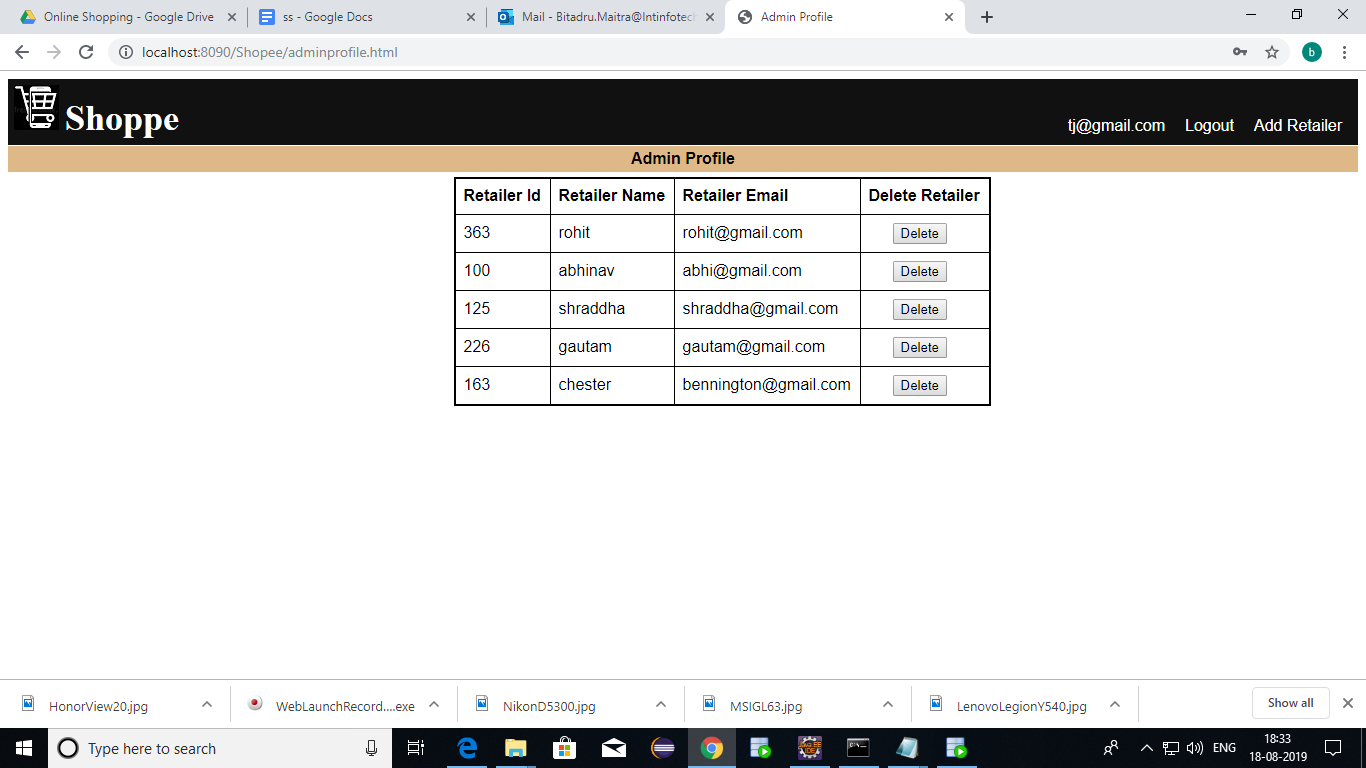 Online Shopping - Google Drive
ss - Google Docs
Mail - Bitadru.Maitra@Intinfotech
Admin Profile
localhost:8090/Shopee/adminprofile.html
b
Shoppe
tj@gmail.com Logout Add Retailer
Admin Profile
Retailer Id Retailer Name Retailer Email Delete Retailer
363 rohit rohit@gmail.com Delete
100 abhinav abhi@gmail.com Delete
125 shraddha shraddha@gmail.com Delete
226 gautam gautam@gmail.com Delete
163 chester bennington@gmail.com Delete
HonorView20.jpg
WebLaunchRecord....exe
NikonD5300.jpg
MSIGL63.jpg
LenovoLegionY540.jpg
Show all
Type here to search
ENG
18:33
18-08-2019